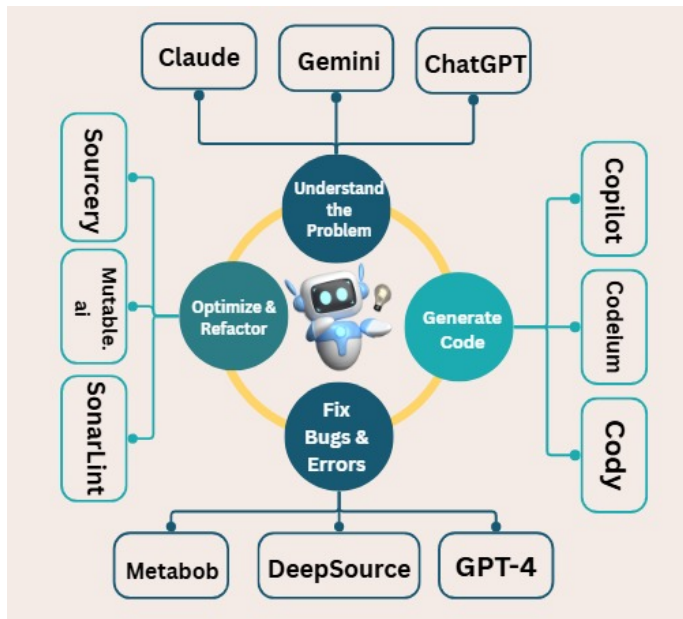 Claude
Gemini
ChatGPT
Understand
the
Problem
Sourcery
Mutable.
ai
SonarLint
Optimize &
Refactor
Generate
Code
Copilot
Codeium
Cody
Fix
Bugs &
Errors
Metabob
DeepSource
GPT-4